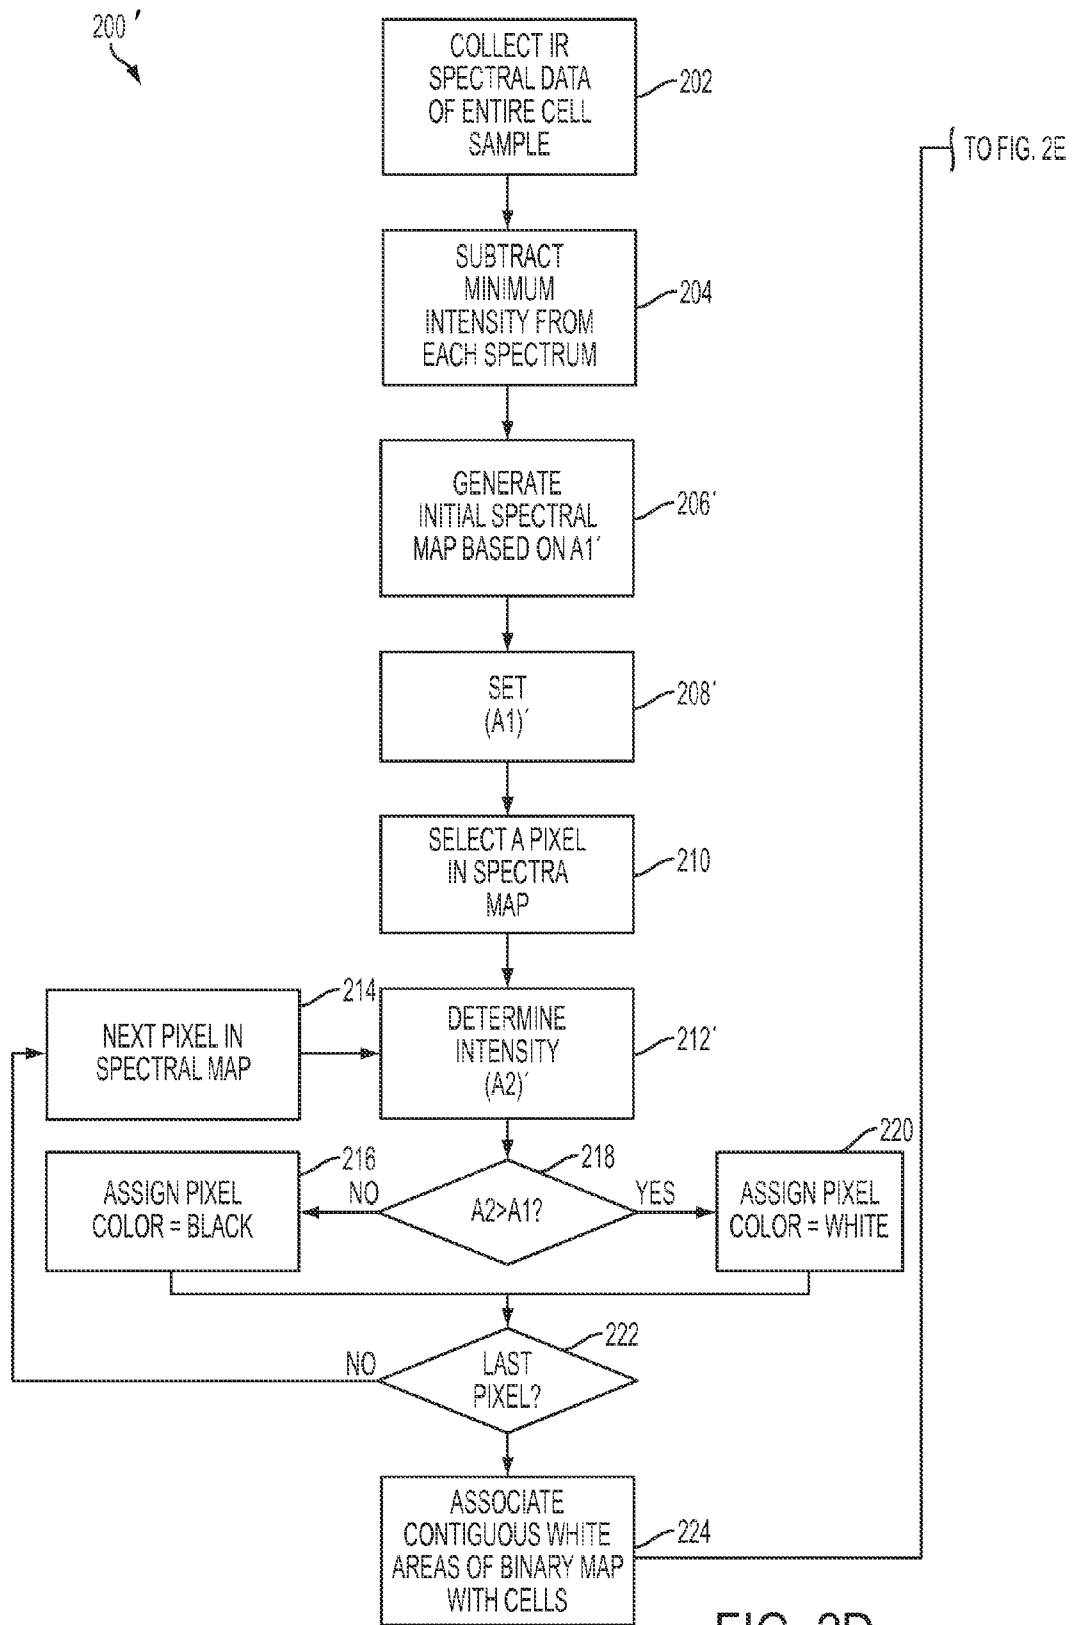 200 ′
COLLECT IR
SPECTRAL DATA
OF ENTIRE CELL
SAMPLE
202
TO FIG. 2E
SUBTRACT
MINIMUM
INTENSITY FROM
EACH SPECTRUM
204
GENERATE
INITIAL SPECTRAL
MAP BASED ON A1′
206′
SET
(A1)′
208′
SELECT A PIXEL
IN SPECTRA
MAP
210
NEXT PIXEL IN
SPECTRAL MAP
214
DETERMINE
INTENSITY
(A2)′
212′
ASSIGN PIXEL
COLOR = BLACK
216
NO
A2>A1?
218
YES
ASSIGN PIXEL
COLOR = WHITE
220
NO
LAST
PIXEL?
222
ASSOCIATE
CONTIGUOUS WHITE
AREAS OF BINARY MAP
WITH CELLS
224
FIG. 2D